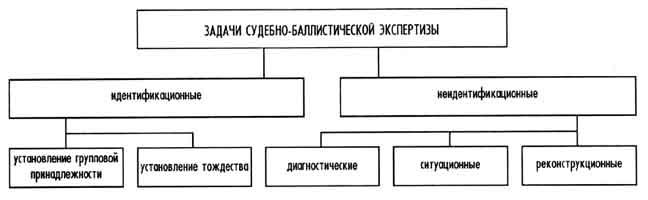 ЗАДАЧИ СУДЕБНО-БАЛЛИСТИЧЕСКОЙ ЭКСПЕРТИЗЫ
идентификационные
неидентификационные
установление групповой
принадлежности
установление тождества
диагностические
ситуационные
реконструкционные